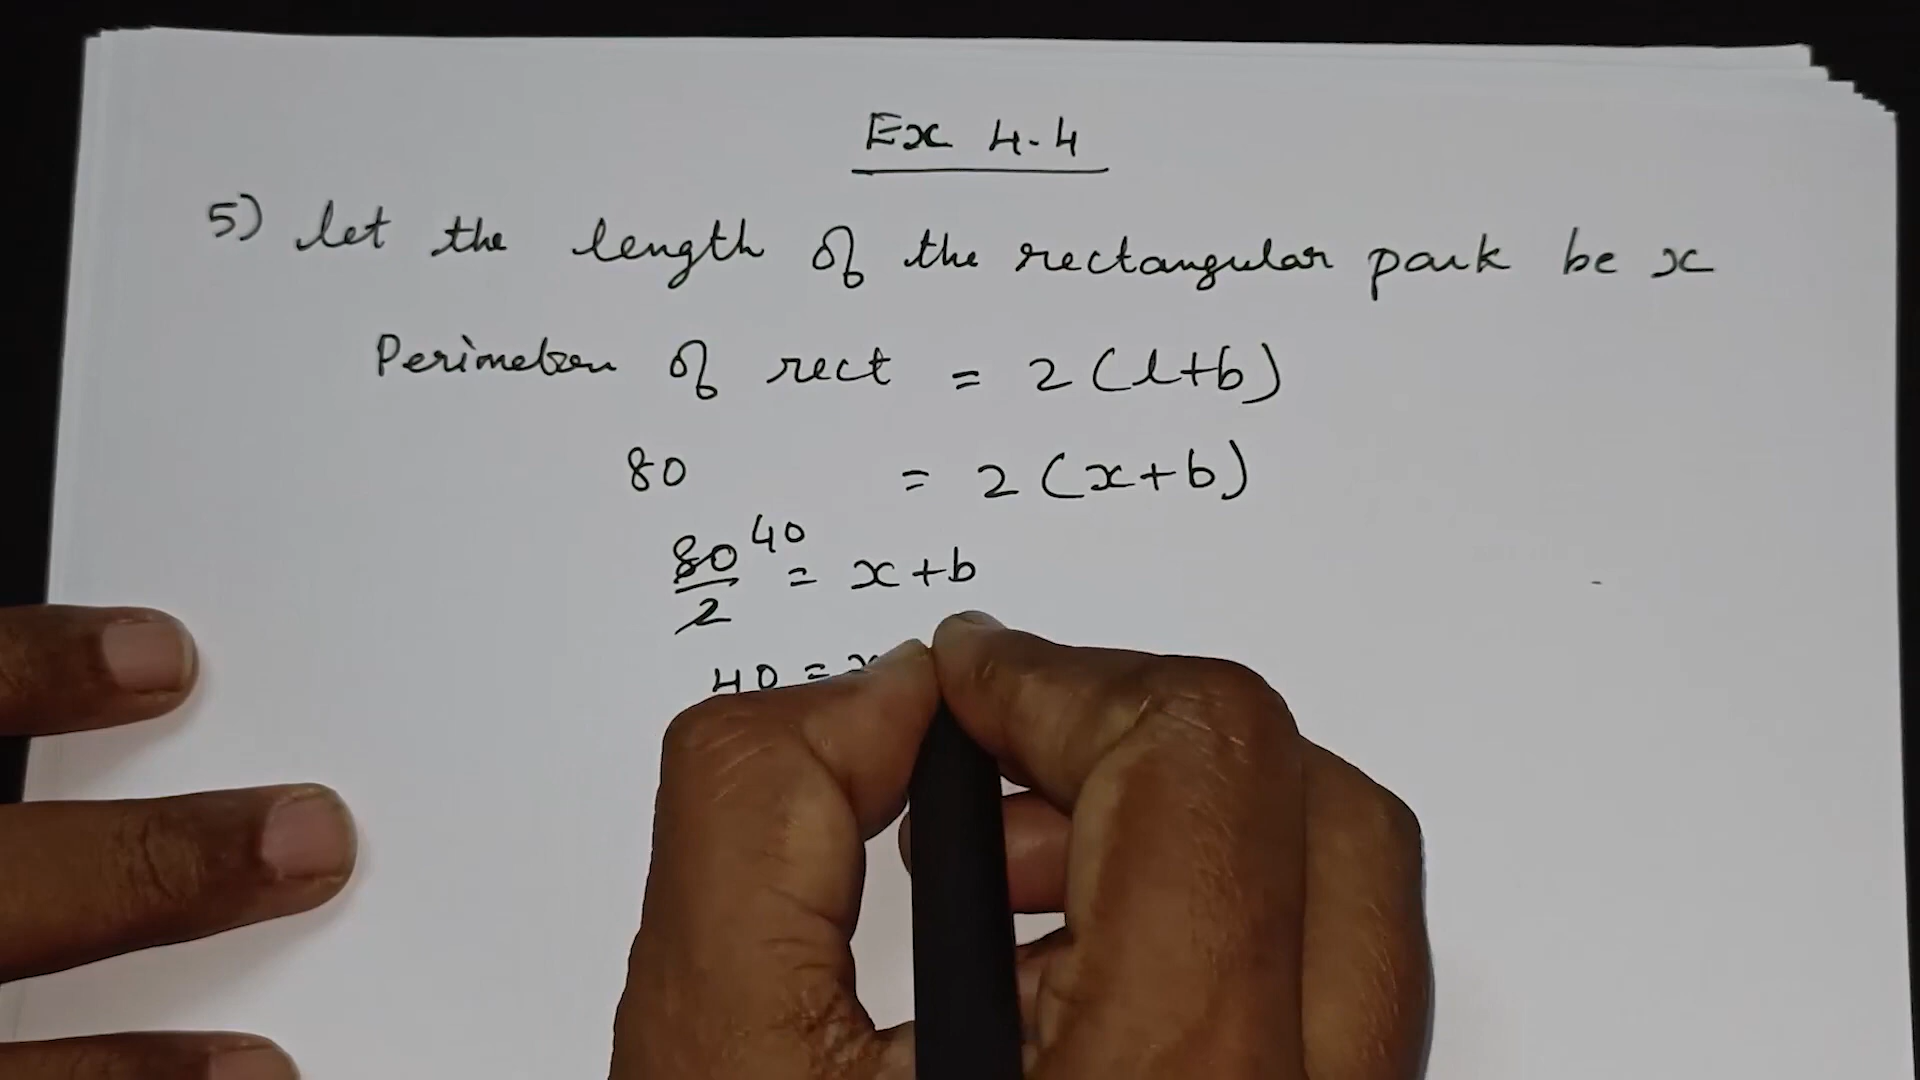 Ex 4.4
5) let the length of the rectangular park be x
Perimeter of rect = 2(l+b)
80 = 2(x+b)
80/2 40 = x+b
40 = x